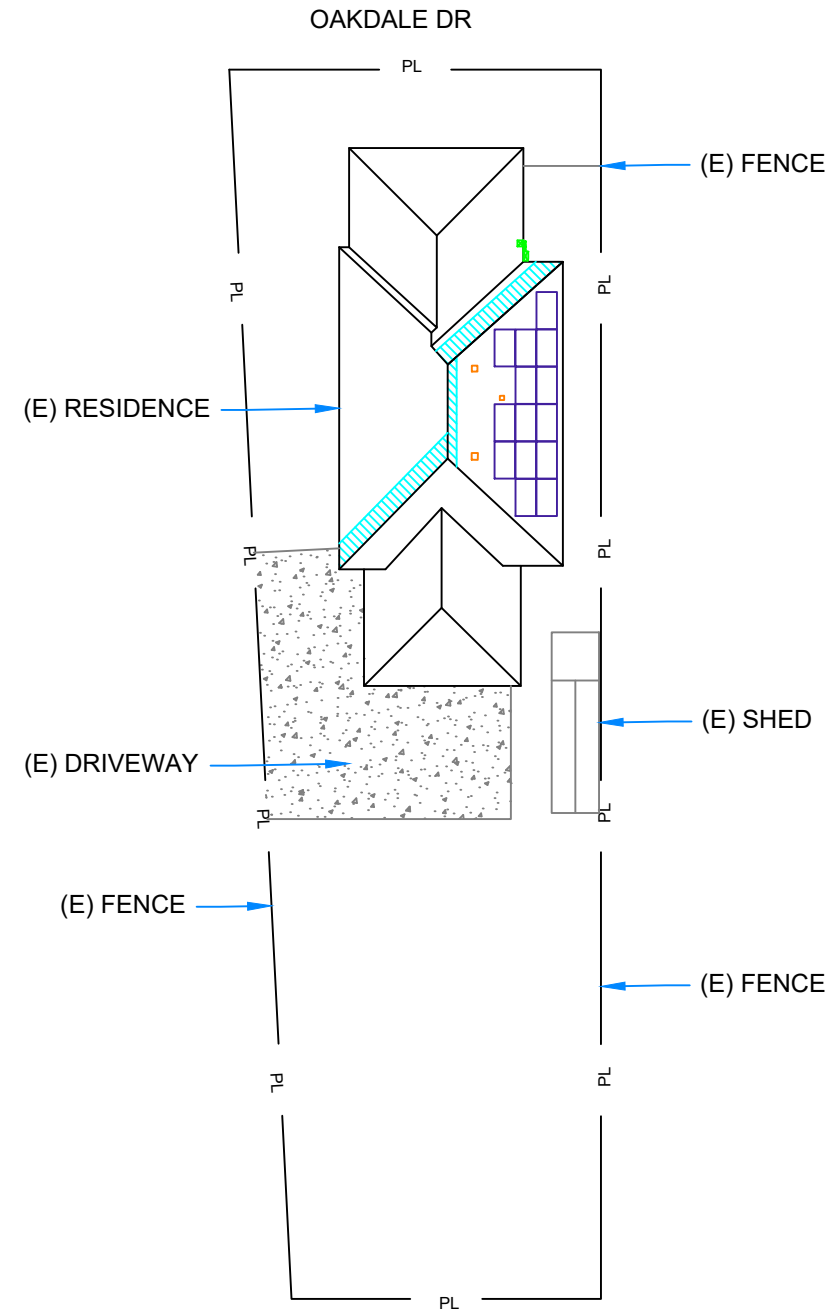 OAKDALE DR
PL
(E) FENCE
PL
PL
(E) RESIDENCE
PL
PL
(E) SHED
(E) DRIVEWAY
PL
PL
(E) FENCE
(E) FENCE
PL
PL
PL